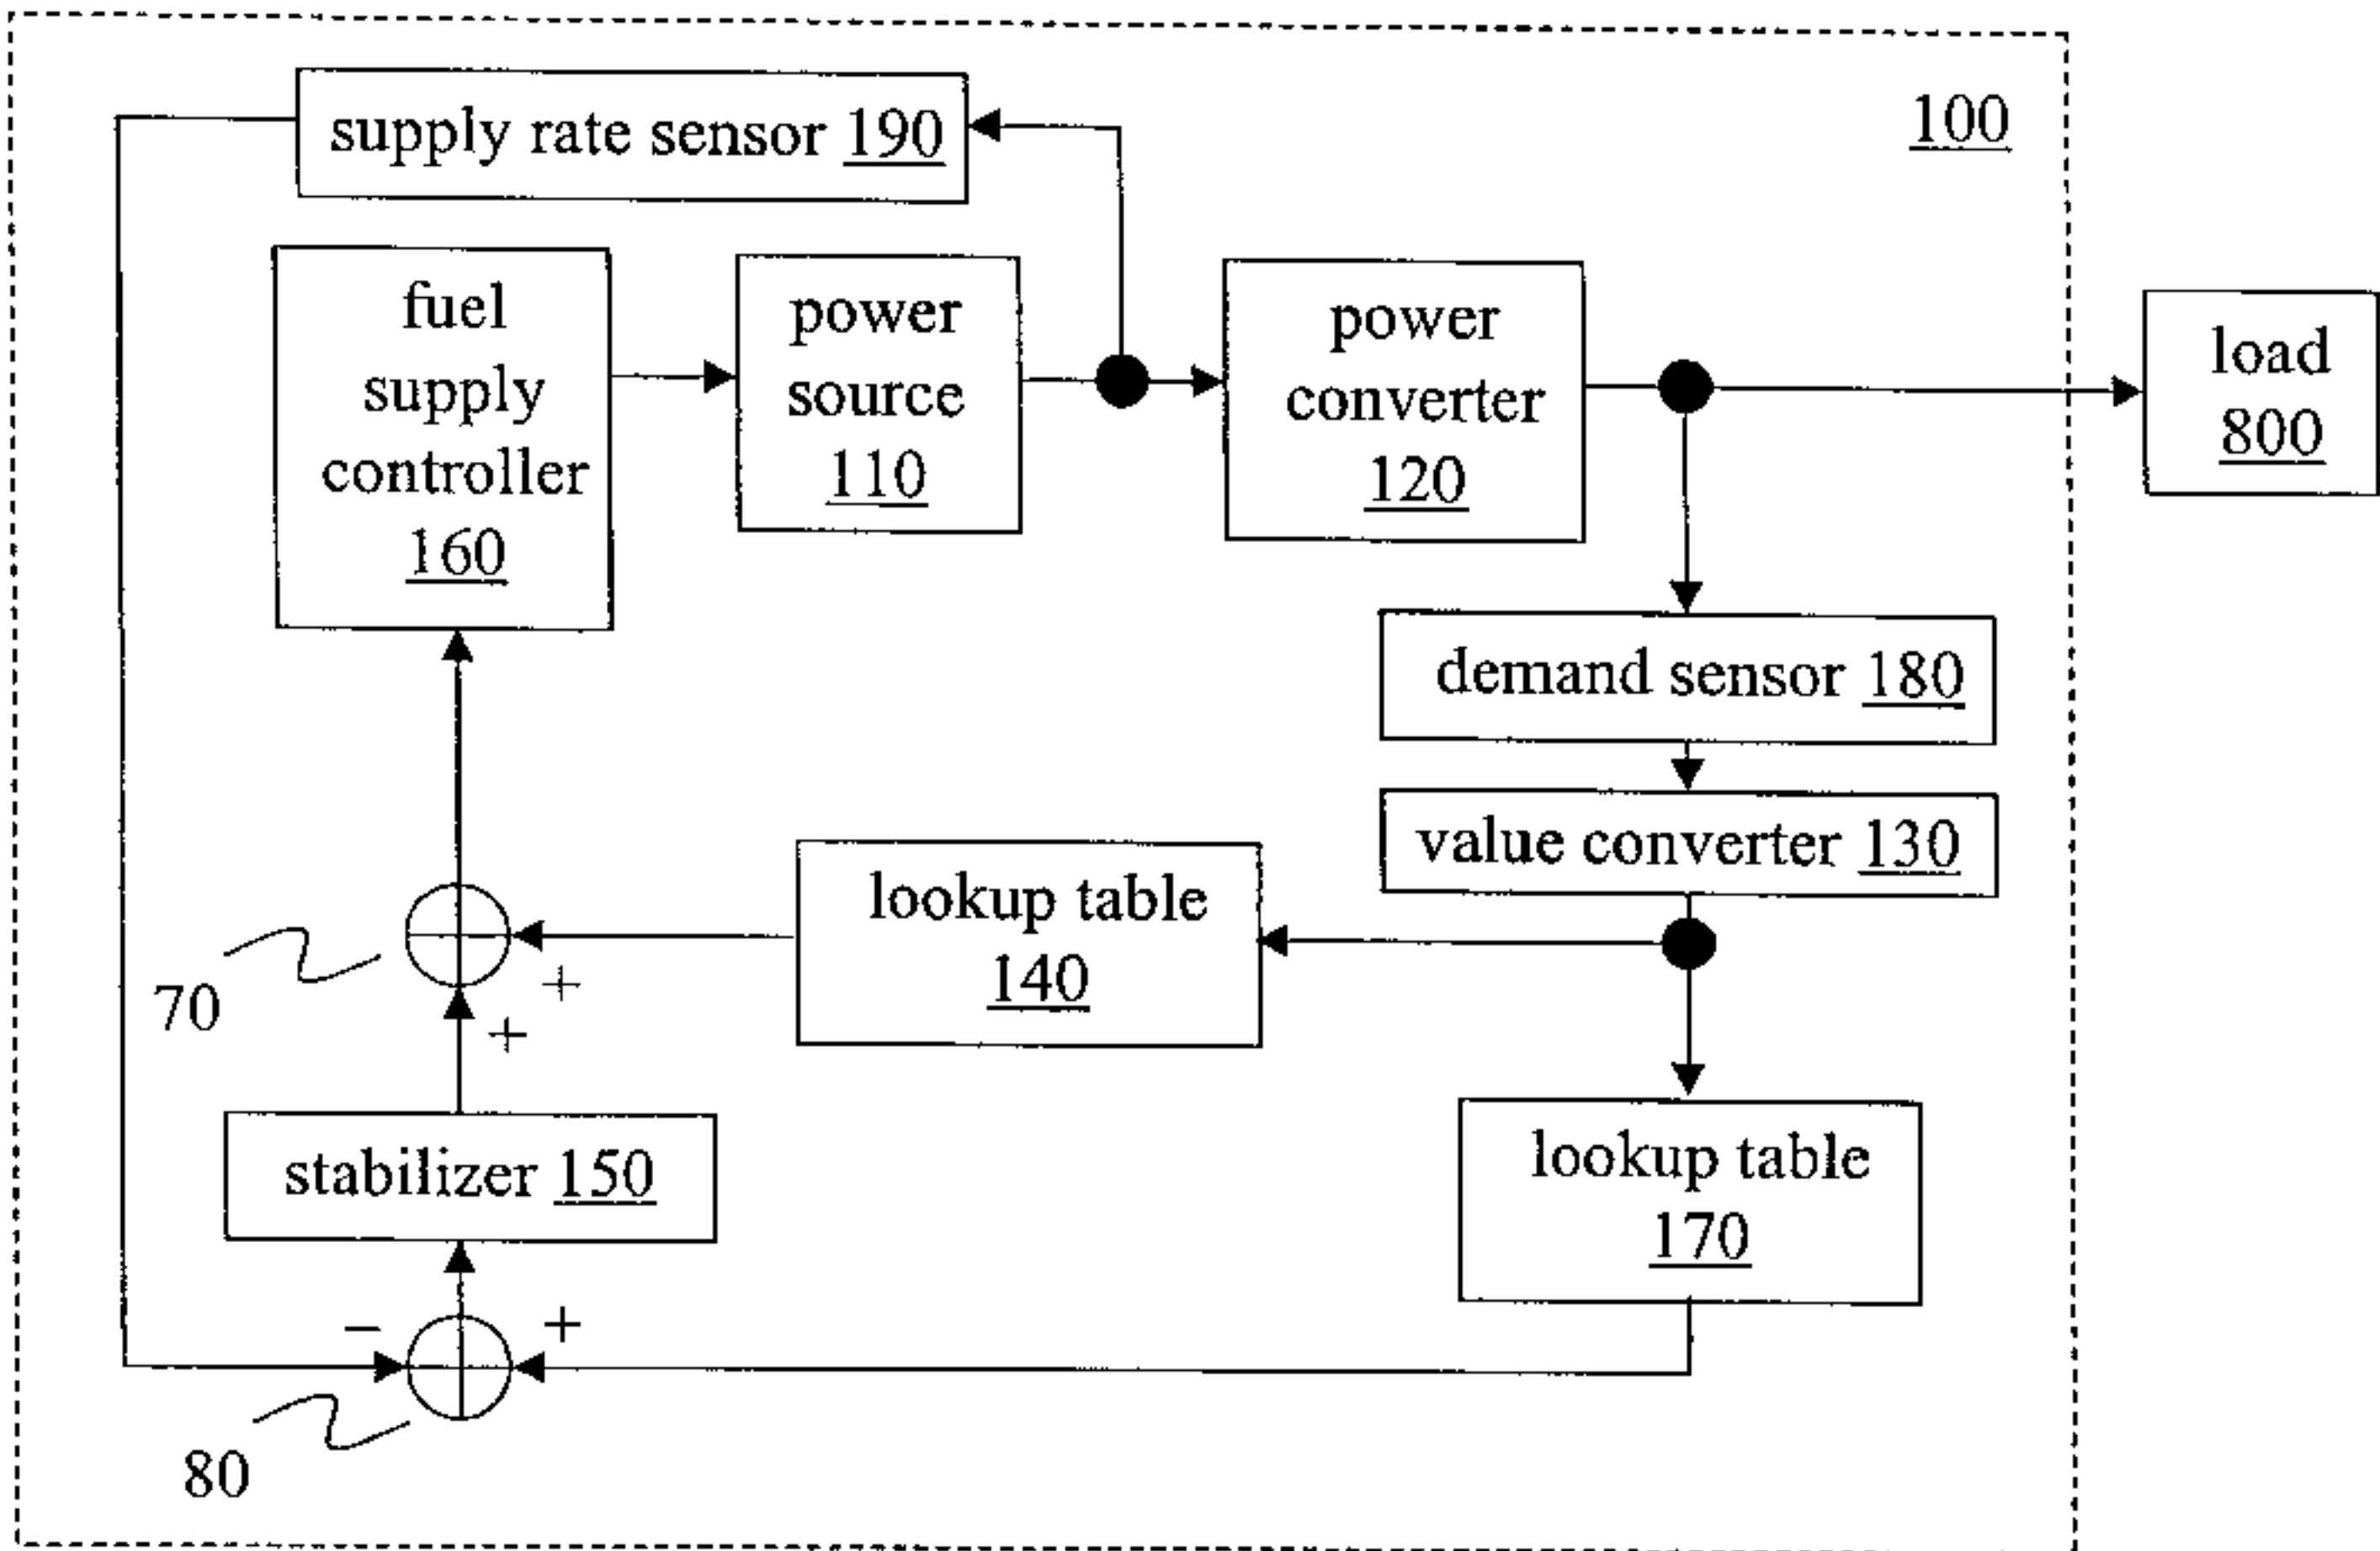 100
supply rate sensor 190
fuel
supply
controller
160
power
source
110
power
converter
120
load
800
demand sensor 180
value converter 130
lookup table
140
70
+
+
stabilizer 150
lookup table
170
−
+
80